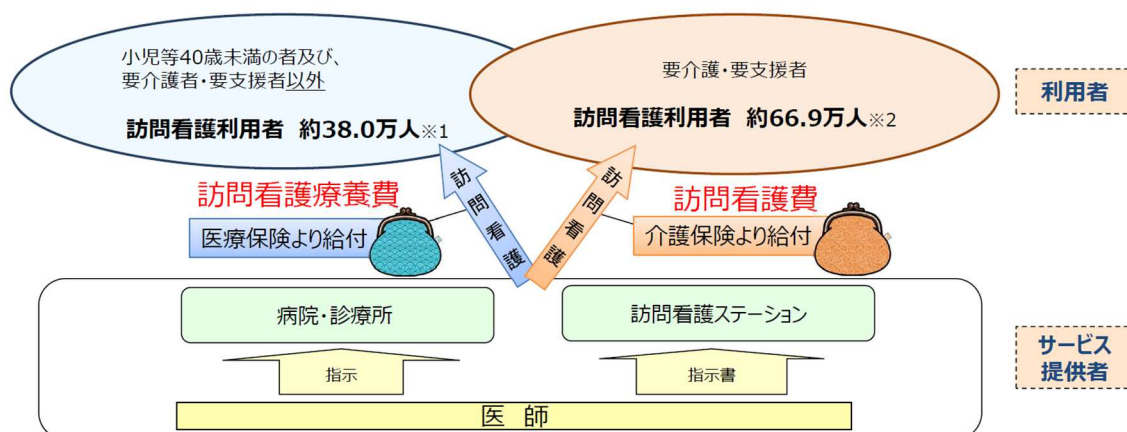 小児等40歳未満の者及び、
要介護者・要支援者以外
訪問看護利用者 約38.0万人※1
要介護・要支援者
訪問看護利用者 約66.9万人※2
利用者
訪問看護療養費
医療保険より給付
訪問看護
訪問看護
訪問看護費
介護保険より給付
病院・診療所
訪問看護ステーション
指示
指示書
医 師
サービス
提供者